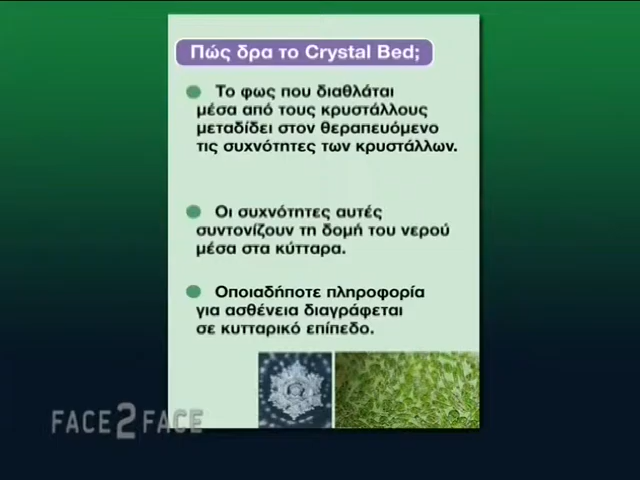 Πώς δρα το Crystal Bed;
Το φως που διαθλάται
μέσα από τους κρυστάλλους
μεταδίδει στον θεραπευόμενο
τις συχνότητες των κρυστάλλων.
Οι συχνότητες αυτές
συντονίζουν τη δομή του νερού
μέσα στα κύτταρα.
Οποιαδήποτε πληροφορία
για ασθένεια διαγράφεται
σε κυτταρικό επίπεδο.
FACE2FACE